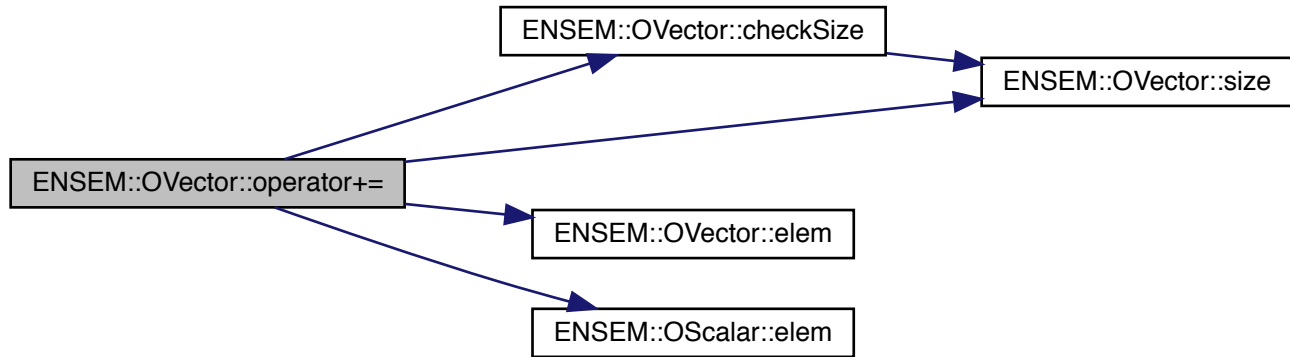 ENSEM::OVector::checkSize
ENSEM::OVector::size
ENSEM::OVector::operator+=
ENSEM::OVector::elem
ENSEM::OScalar::elem